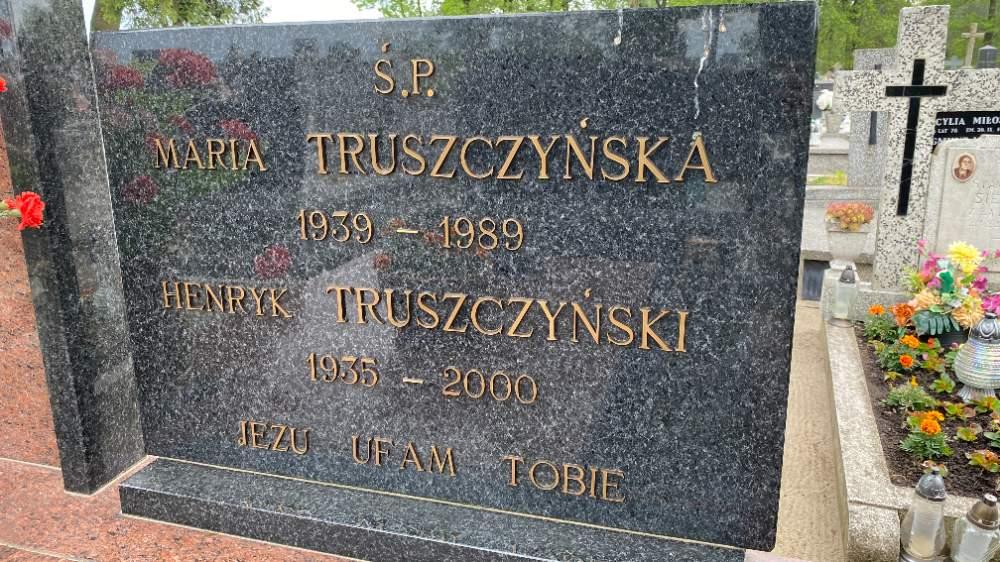 Ś.P.
MARIA TRUSZCZYŃSKA
1939 – 1989
HENRYK TRUSZCZYŃSKI
1935 – 2000
JEZU UFAM TOBIE